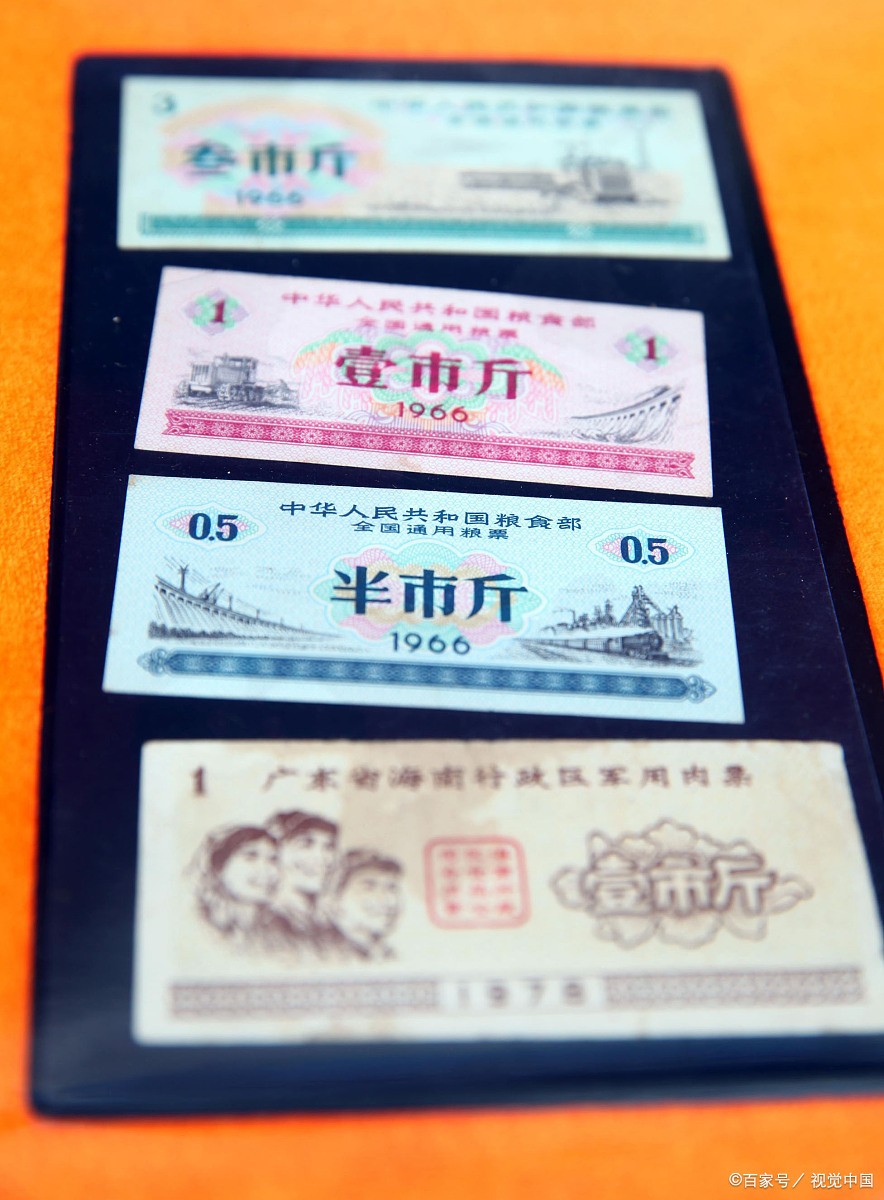 3
叁市斤
1966
1
中华人民共和国粮食部
1
全国通用粮票
壹市斤
1966
0.5
中华人民共和国粮食部
0.5
全国通用粮票
半市斤
1966
1
广东省海南行政区军用肉票
壹市斤
1978
©百家号／视觉中国